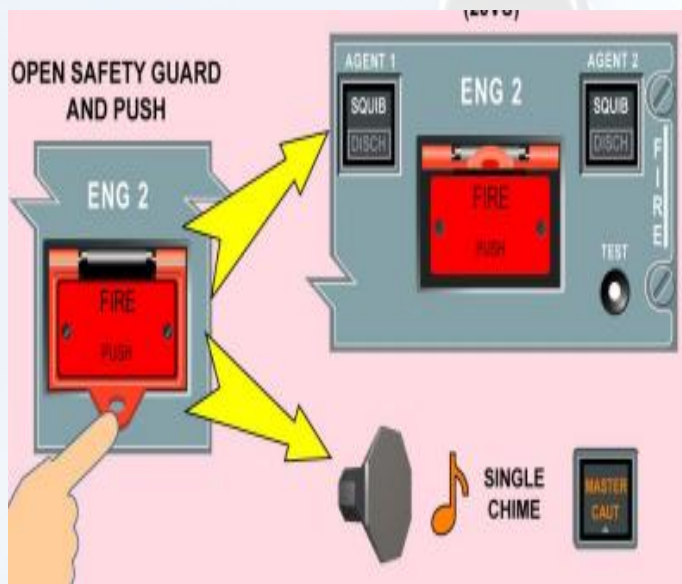 OPEN SAFETY GUARD
AND PUSH
ENG 2
FIRE
PUSH
AGENT 1
SQUIB
DISCH
ENG 2
FIRE
PUSH
AGENT 2
SQUIB
DISCH
FIRE
TEST
SINGLE
CHIME
MASTER
CAUT